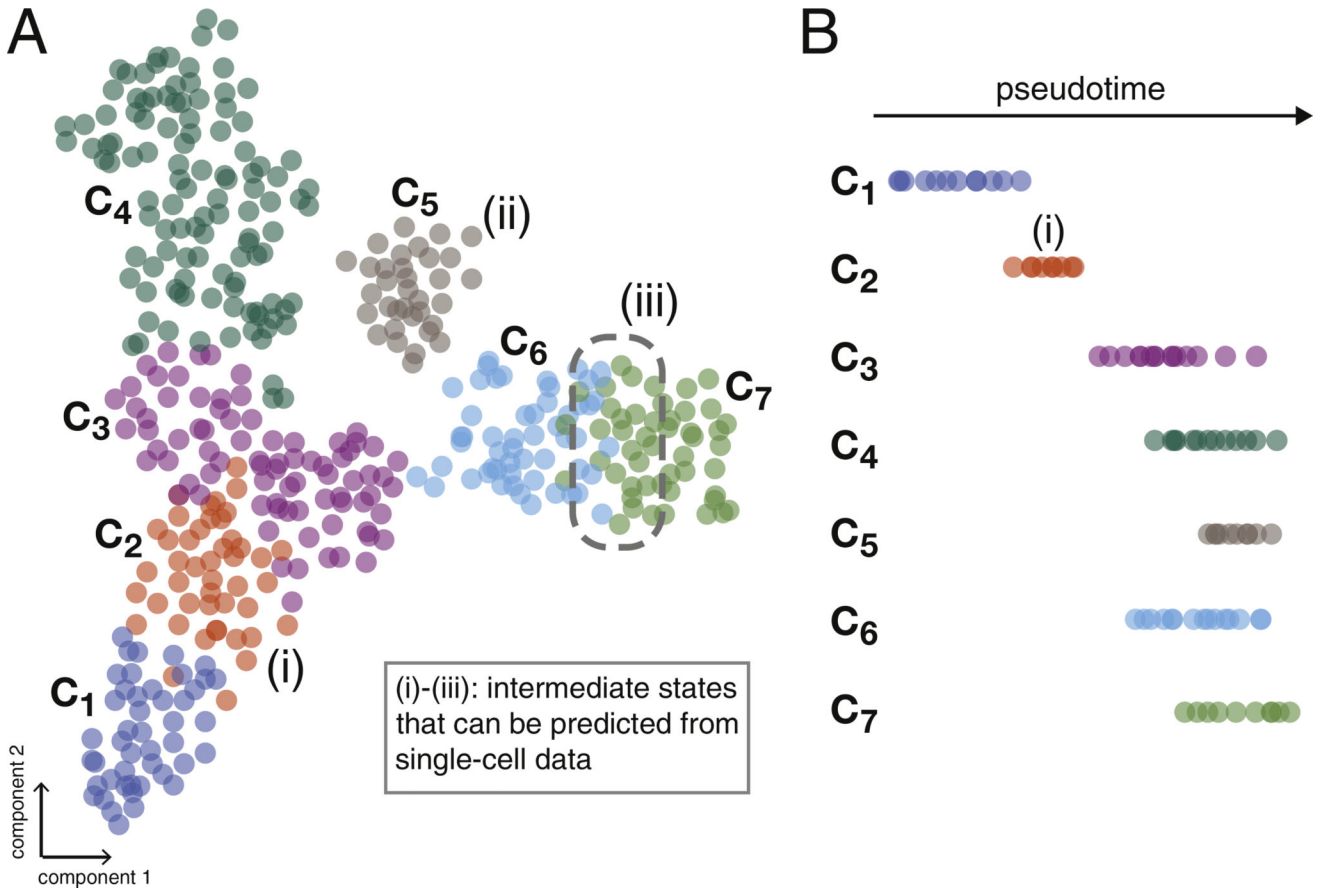 A
C4
C5
(ii)
(iii)
C6
C7
C3
C2
(i)
C1
(i)-(iii): intermediate states
that can be predicted from
single-cell data
component 2
component 1
B
pseudotime
C1
(i)
C2
C3
C4
C5
C6
C7